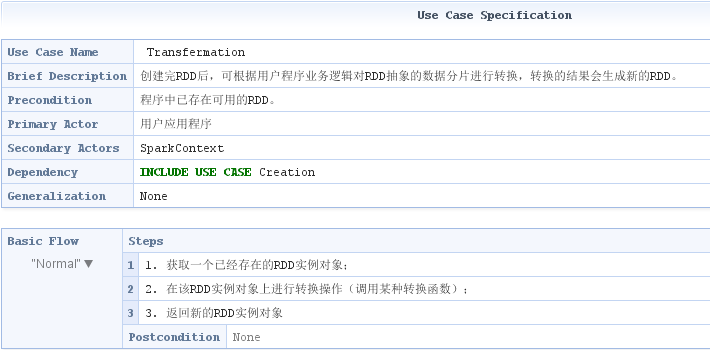 Use Case Specification
Use Case Name Transfermation
Brief Description 创建完RDD后，可根据用户程序业务逻辑对RDD抽象的数据分片进行转换，转换的结果会生成新的RDD。
Precondition 程序中已存在可用的RDD。
Primary Actor 用户应用程序
Secondary Actors SparkContext
Dependency INCLUDE USE CASE Creation
Generalization None
Basic Flow Steps
"Normal" ▼
1 1. 获取一个已经存在的RDD实例对象；
2 2. 在该RDD实例对象上进行转换操作（调用某种转换函数）；
3 3. 返回新的RDD实例对象
Postcondition None